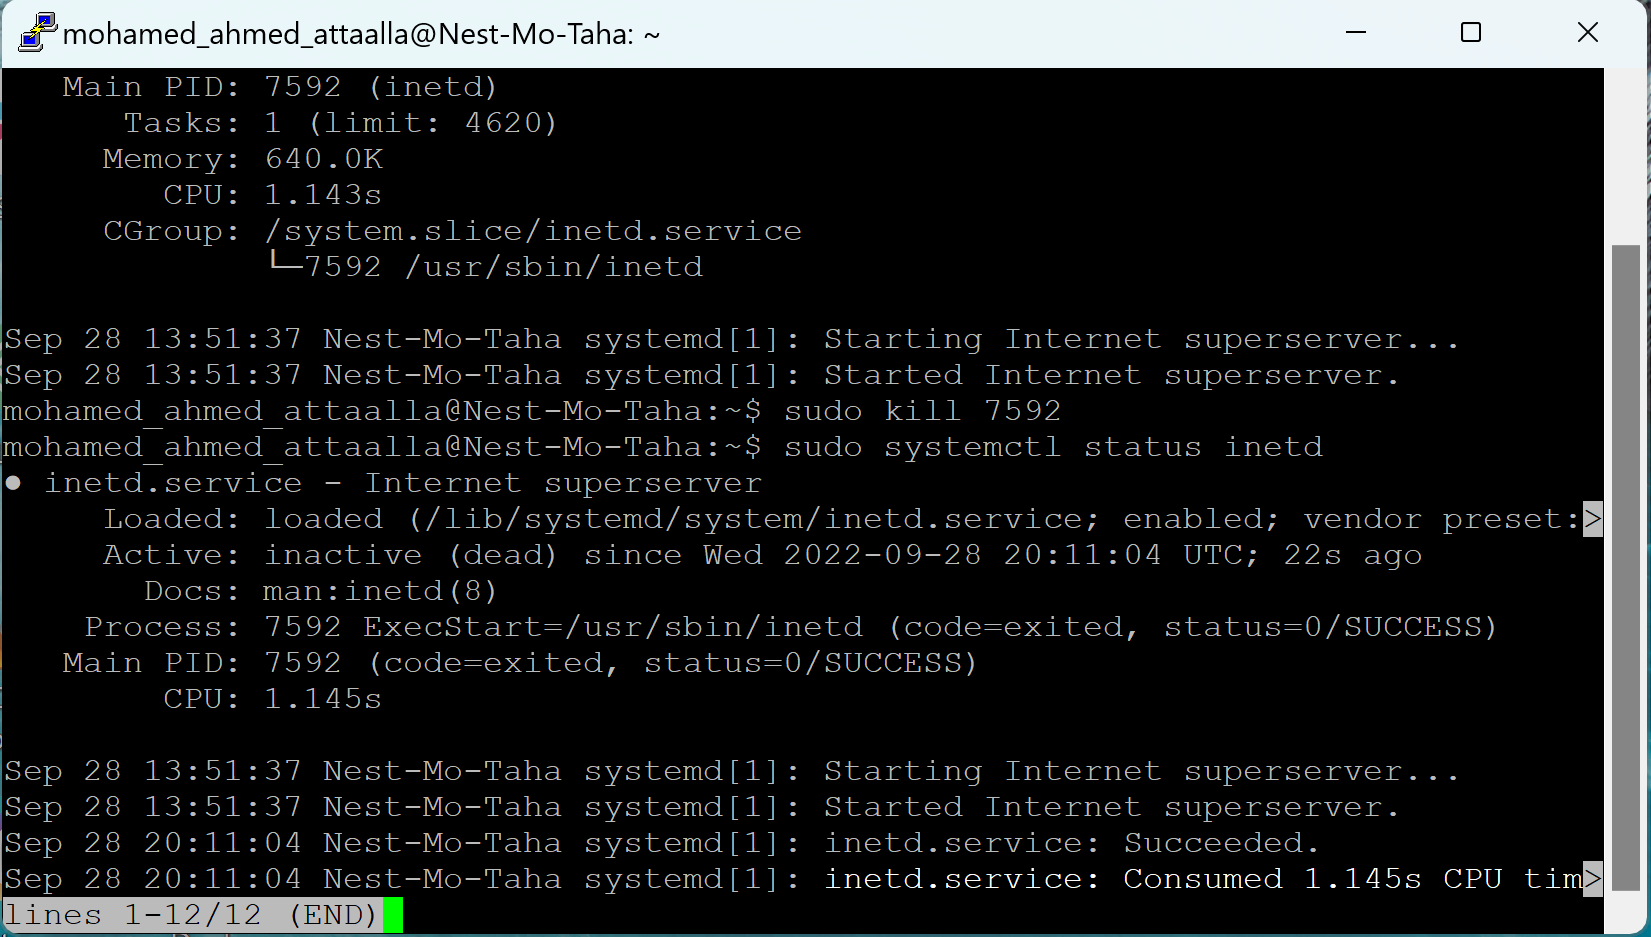 mohamed_ahmed_attaalla@Nest-Mo-Taha: ~
Main PID: 7592 (inetd)
Tasks: 1 (limit: 4620)
Memory: 640.0K
CPU: 1.143s
CGroup: /system.slice/inetd.service
└─7592 /usr/sbin/inetd
Sep 28 13:51:37 Nest-Mo-Taha systemd[1]: Starting Internet superserver...
Sep 28 13:51:37 Nest-Mo-Taha systemd[1]: Started Internet superserver.
mohamed_ahmed_attaalla@Nest-Mo-Taha:~$ sudo kill 7592
mohamed_ahmed_attaalla@Nest-Mo-Taha:~$ sudo systemctl status inetd
● inetd.service - Internet superserver
Loaded: loaded (/lib/systemd/system/inetd.service; enabled; vendor preset:>
Active: inactive (dead) since Wed 2022-09-28 20:11:04 UTC; 22s ago
Docs: man:inetd(8)
Process: 7592 ExecStart=/usr/sbin/inetd (code=exited, status=0/SUCCESS)
Main PID: 7592 (code=exited, status=0/SUCCESS)
CPU: 1.145s
Sep 28 13:51:37 Nest-Mo-Taha systemd[1]: Starting Internet superserver...
Sep 28 13:51:37 Nest-Mo-Taha systemd[1]: Started Internet superserver.
Sep 28 20:11:04 Nest-Mo-Taha systemd[1]: inetd.service: Succeeded.
Sep 28 20:11:04 Nest-Mo-Taha systemd[1]: inetd.service: Consumed 1.145s CPU tim>
lines 1-12/12 (END)